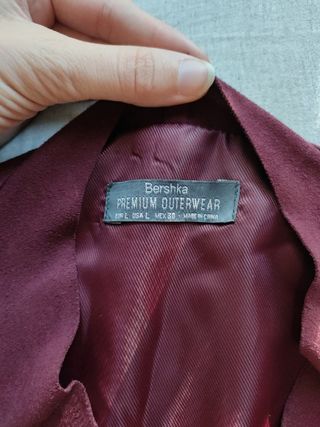 Bershka
PREMIUM OUTERWEAR
EUR L USA L MEX 30 - MADE IN CHINA